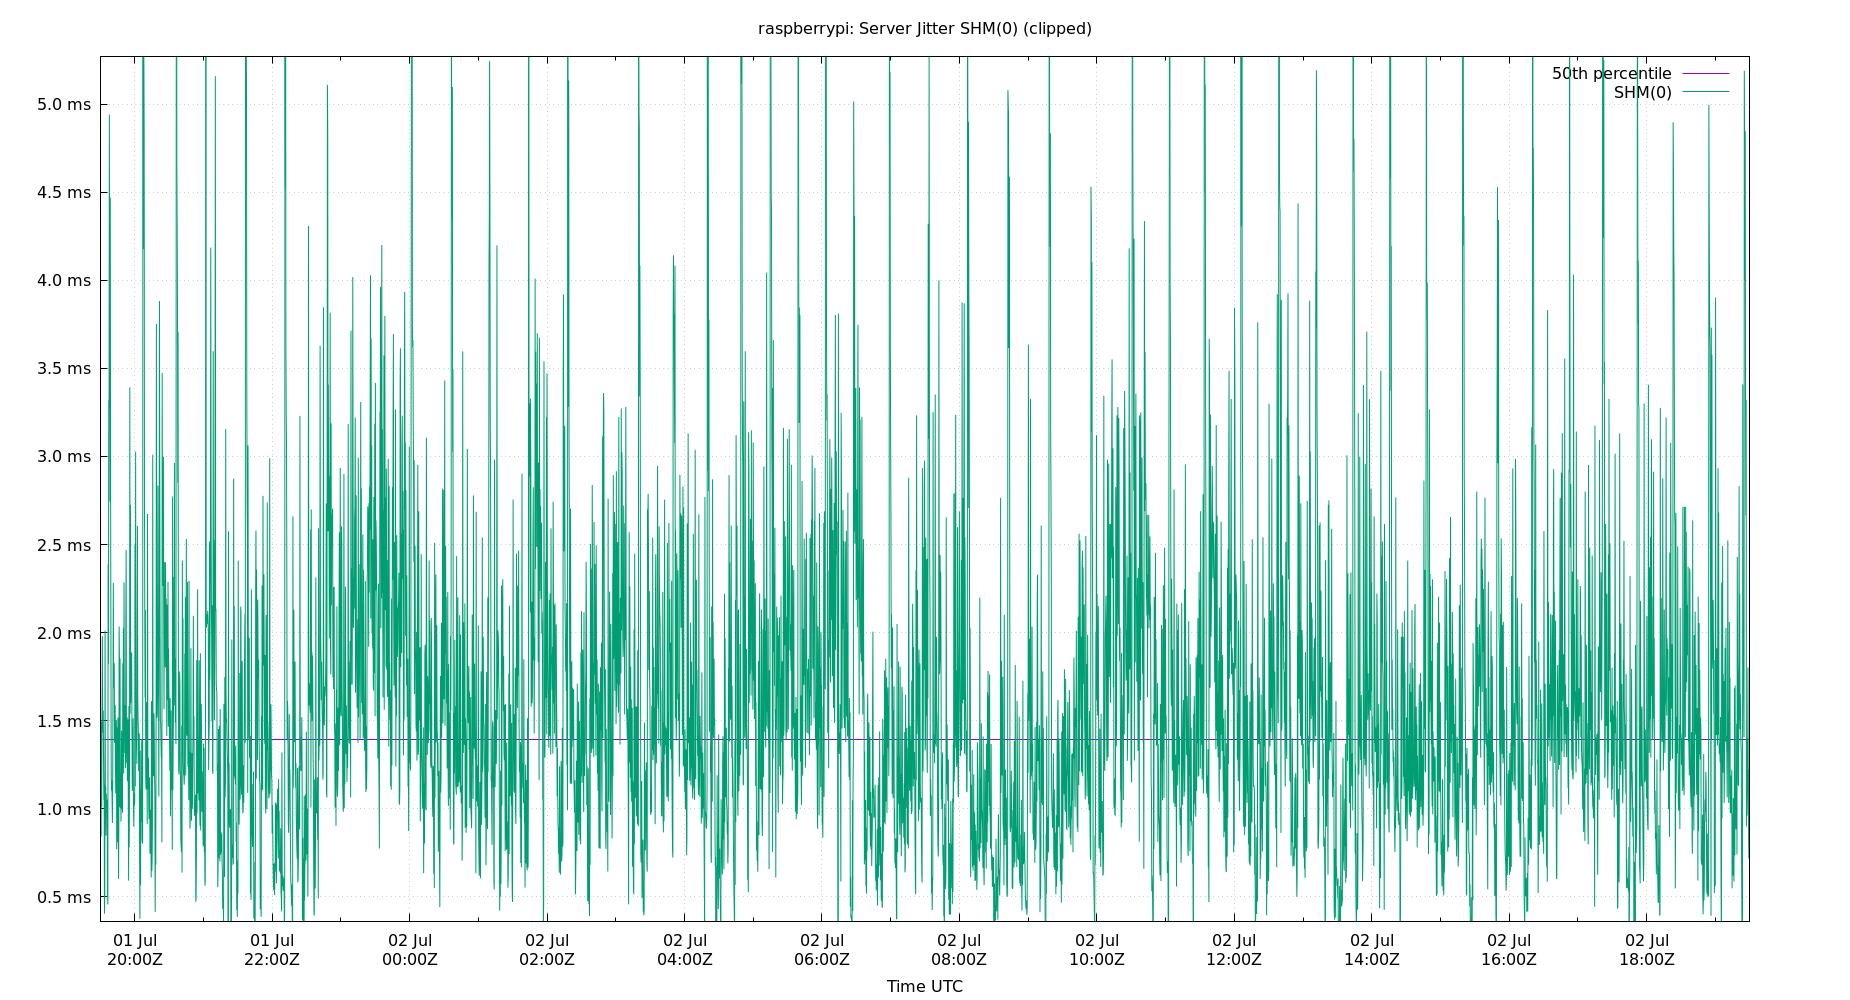 raspberrypi: Server Jitter SHM(0) (clipped)
50th percentile
SHM(0)
5.0 ms
4.5 ms
4.0 ms
3.5 ms
3.0 ms
2.5 ms
2.0 ms
1.5 ms
1.0 ms
0.5 ms
01 Jul 01 Jul 02 Jul 02 Jul 02 Jul 02 Jul 02 Jul 02 Jul 02 Jul 02 Jul 02 Jul 02 Jul
20:00Z 22:00Z 00:00Z 02:00Z 04:00Z 06:00Z 08:00Z 10:00Z 12:00Z 14:00Z 16:00Z 18:00Z
Time UTC